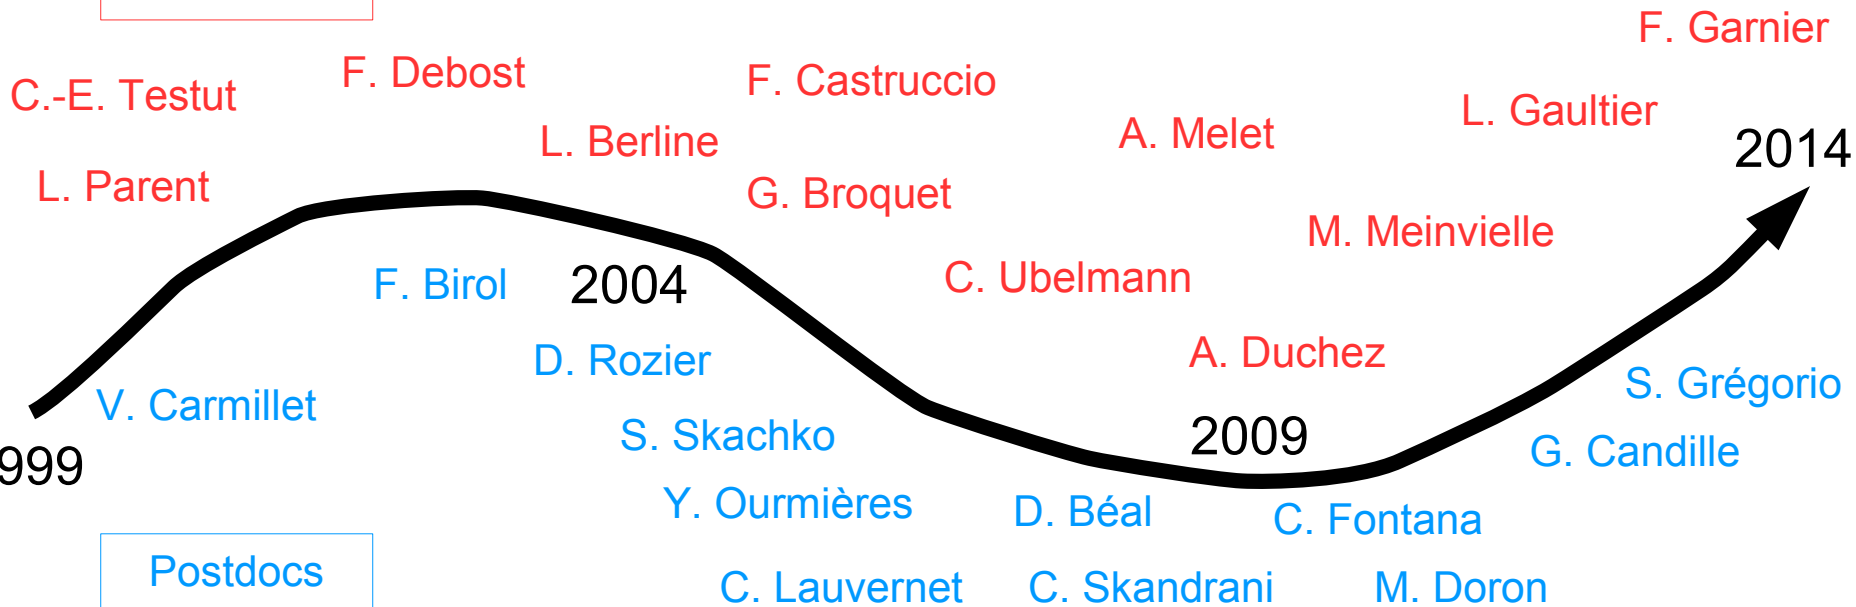 F. Garnier
F. Debost
F. Castruccio
C.-E. Testut
L. Gaultier
A. Melet
L. Berline
2014
L. Parent
G. Broquet
M. Meinvielle
C. Ubelmann
F. Birol
2004
A. Duchez
D. Rozier
S. Grégorio
V. Carmillet
S. Skachko
2009
G. Candille
999
Y. Ourmières
D. Béal
C. Fontana
Postdocs
C. Lauvernet
C. Skandrani
M. Doron